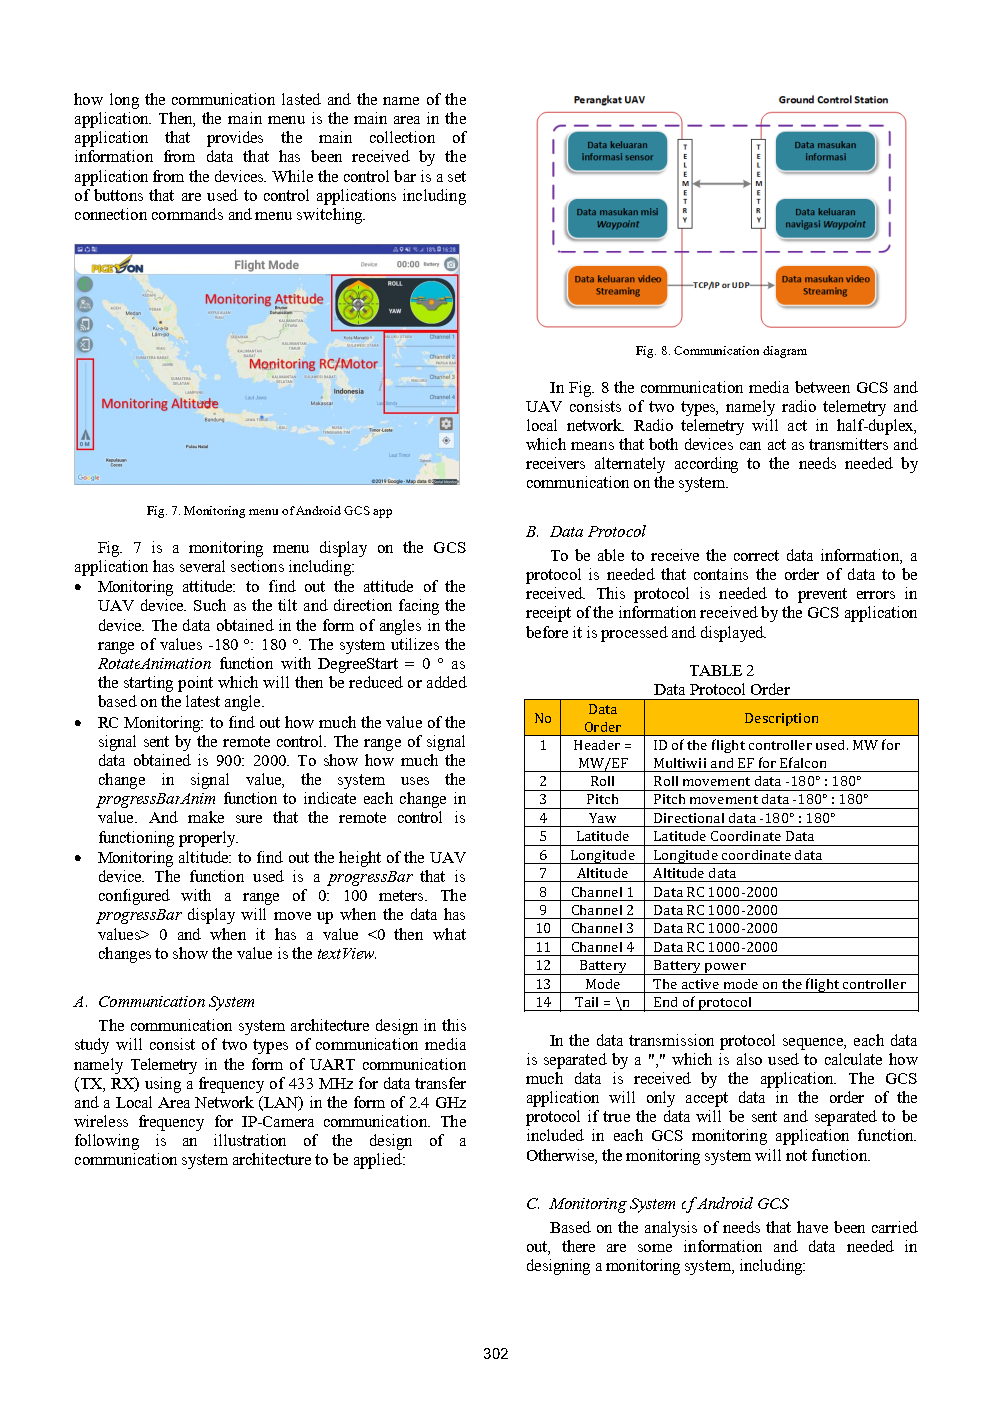 how long the communication lasted and the name of the
application. Then, the main menu is the main area in the
application that provides the main collection of
information from data that has been received by the
application from the devices. While the control bar is a set
of buttons that are used to control applications including
connection commands and menu switching.
Flight Mode
Device
00:00
Battery
ROLL
YAW
Monitoring Attitude
Channel 1
Channel 2
Monitoring RC/Motor
Channel 3
Indonesia
Channel 4
Monitoring Altitude
Makassar
Bandung
Timor-Leste
0 M
Google
©2019 Google - Map data ©
Fig. 7. Monitoring menu of Android GCS app
Fig. 7 is a monitoring menu display on the GCS
application has several sections including:
• Monitoring attitude: to find out the attitude of the
UAV device. Such as the tilt and direction facing the
device. The data obtained in the form of angles in the
range of values -180 °: 180 °. The system utilizes the
RotateAnimation function with DegreeStart = 0 ° as
the starting point which will then be reduced or added
based on the latest angle.
• RC Monitoring: to find out how much the value of the
signal sent by the remote control. The range of signal
data obtained is 900: 2000. To show how much the
change in signal value, the system uses the
progressBarAnim function to indicate each change in
value. And make sure that the remote control is
functioning properly.
• Monitoring altitude: to find out the height of the UAV
device. The function used is a progressBar that is
configured with a range of 0: 100 meters. The
progressBar display will move up when the data has
values> 0 and when it has a value <0 then what
changes to show the value is the textView.
A. Communication System
The communication system architecture design in this
study will consist of two types of communication media
namely Telemetry in the form of UART communication
(TX, RX) using a frequency of 433 MHz for data transfer
and a Local Area Network (LAN) in the form of 2.4 GHz
wireless frequency for IP-Camera communication. The
following is an illustration of the design of a
communication system architecture to be applied:
Perangkat UAV
Ground Control Station
Data keluaran
informasi sensor
TELEMETRY
TELEMETRY
Data masukan
informasi
Data masukan misi
Waypoint
Data keluaran
navigasi Waypoint
Data keluaran video
Streaming
TCP/IP or UDP
Data masukan video
Streaming
Fig. 8. Communication diagram
In Fig. 8 the communication media between GCS and
UAV consists of two types, namely radio telemetry and
local network. Radio telemetry will act in half-duplex,
which means that both devices can act as transmitters and
receivers alternately according to the needs needed by
communication on the system.
B. Data Protocol
To be able to receive the correct data information, a
protocol is needed that contains the order of data to be
received. This protocol is needed to prevent errors in
receipt of the information received by the GCS application
before it is processed and displayed.
TABLE 2
Data Protocol Order
No Data Order Description
1 Header = MW/EF ID of the flight controller used. MW for Multiwii and EF for Efalcon
2 Roll Roll movement data -180° : 180°
3 Pitch Pitch movement data -180° : 180°
4 Yaw Directional data -180° : 180°
5 Latitude Latitude Coordinate Data
6 Longitude Longitude coordinate data
7 Altitude Altitude data
8 Channel 1 Data RC 1000-2000
9 Channel 2 Data RC 1000-2000
10 Channel 3 Data RC 1000-2000
11 Channel 4 Data RC 1000-2000
12 Battery Battery power
13 Mode The active mode on the flight controller
14 Tail = \n End of protocol
In the data transmission protocol sequence, each data
is separated by a "," which is also used to calculate how
much data is received by the application. The GCS
application will only accept data in the order of the
protocol if true the data will be sent and separated to be
included in each GCS monitoring application function.
Otherwise, the monitoring system will not function.
C. Monitoring System of Android GCS
Based on the analysis of needs that have been carried
out, there are some information and data needed in
designing a monitoring system, including:
302